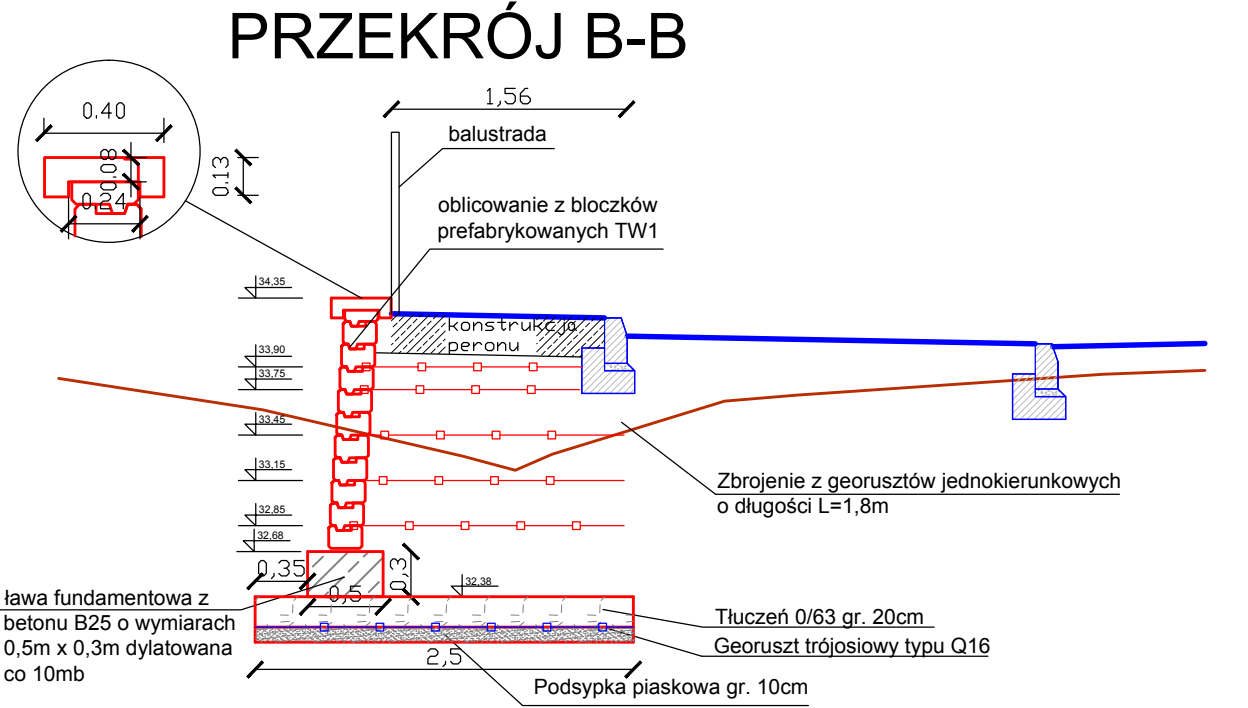 PRZEKRÓJ B-B
0.40
0.08
0.13
0.24
1,56
balustrada
oblicowanie z bloczków
prefabrykowanych TW1
34,35
konstrukcja
peronu
33,90
33,75
33,45
33,15
32,85
32,68
Zbrojenie z georusztów jednokierunkowych
o długości L=1,8m
0,35
0,3
0,5
32,38
ława fundamentowa z
betonu B25 o wymiarach
0,5m x 0,3m dylatowana
co 10mb
Tłuczeń 0/63 gr. 20cm
Georuszt trójosiowy typu Q16
2,5
Podsypka piaskowa gr. 10cm